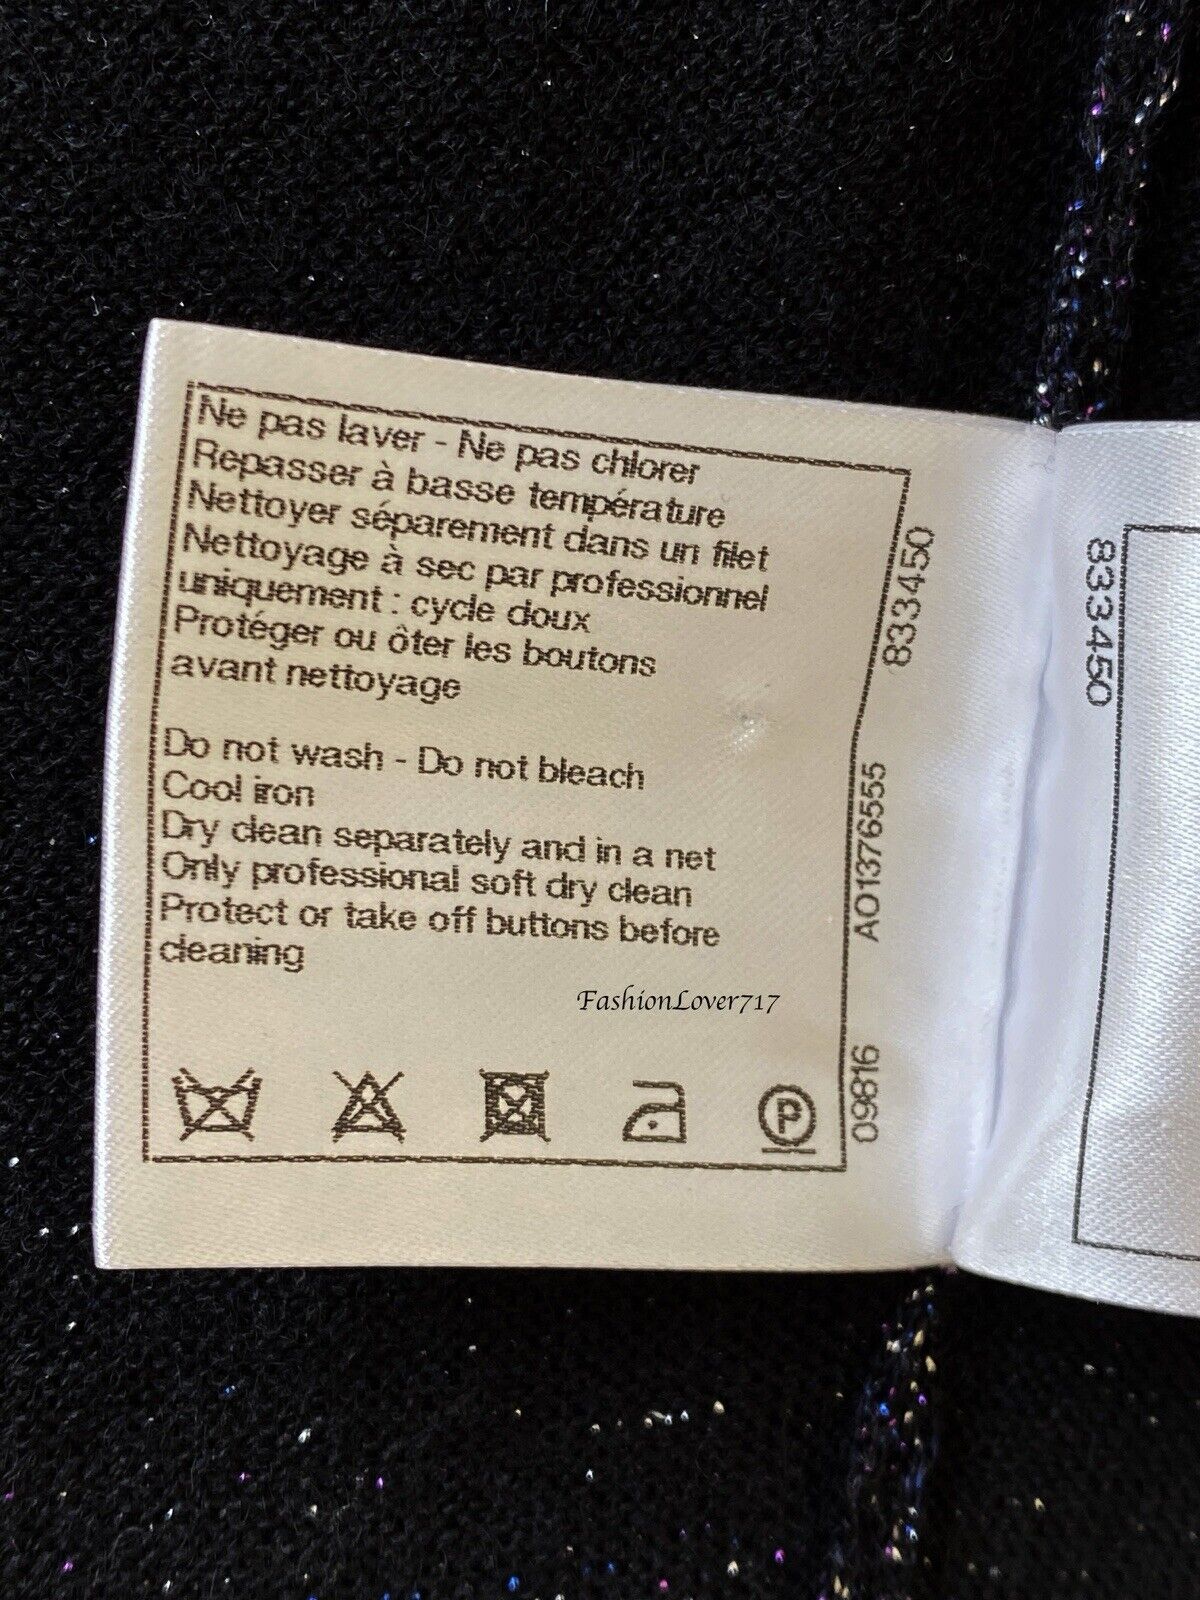 Ne pas laver - Ne pas chlorer
Repasser à basse température
Nettoyer séparement dans un filet
Nettoyage à sec par professionnel
uniquement : cycle doux
Protéger ou ôter les boutons
avant nettoyage
Do not wash - Do not bleach
Cool iron
Dry clean separately and in a net
Only professional soft dry clean
Protect or take off buttons before
cleaning
FashionLover717
P
09816
AO1376555
833450
833450